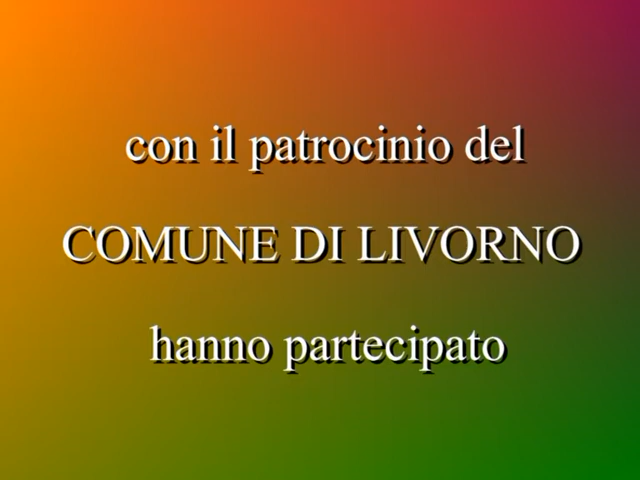 con il patrocinio del
COMUNE DI LIVORNO
hanno partecipato